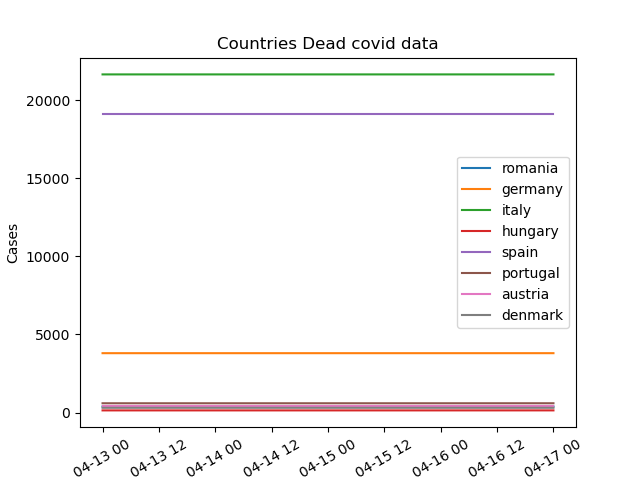 Countries Dead covid data
Cases
20000
15000
10000
5000
0
romania
germany
italy
hungary
spain
portugal
austria
denmark
04-13 00
04-13 12
04-14 00
04-14 12
04-15 00
04-15 12
04-16 00
04-16 12
04-17 00